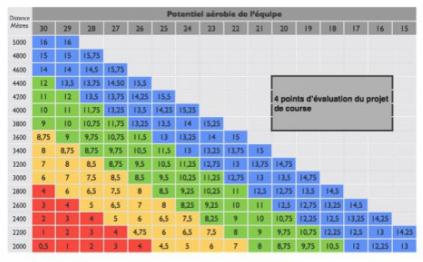 Distance Potentiel aérobie de l'équipe
Mètres 30 29 28 27 26 25 24 23 22 21 20 19 18 17 16 15
5000 16 16
4800 15 15 15,75
4600 14 14 14,5 15,75
4400 12 13,5 13,75 14,50 15,5
4200 11 12 13,5 13,75 14,25 15,5
4000 10 11 11,75 13,25 13,5 14,25 15,25
4 points d'évaluation du projet
de course
3800 9 10 10,75 11,75 13,25 13,5 14 15,25
3600 8,75 9 9,75 10,75 11,5 13 13,25 14 15
3400 8 8,75 9,75 10,5 11,5 13 13,25 15
3200 7 8 8,5 8,75 9,5 10,5 11,25 12,75 13 13,75 14,75
3000 6 7 7,5 8,5 9,5 10,25 11,25 12,75 13 13,5 14,75
2800 4 6 6,5 7,5 8 8,5 9,25 10,25 11 12,5 12,75 13,5 14,5
2600 3 4 5 6,5 7 8 8,25 9,25 10 11 12,5 12,75 13,25 14,5
2400 2 3 4 5 6 6,5 7,5 8,25 9 10 10,75 12,5 12,75 13,25 14,25
2200 1 2 3 4 4,75 6 6,5 7,5 8 9 9,75 10,75 12,25 12,5 13 14,25
2000 0,5 1 2 3 4 4,5 5 6 7 8 8,75 9,75 10,5 12 12,25 13